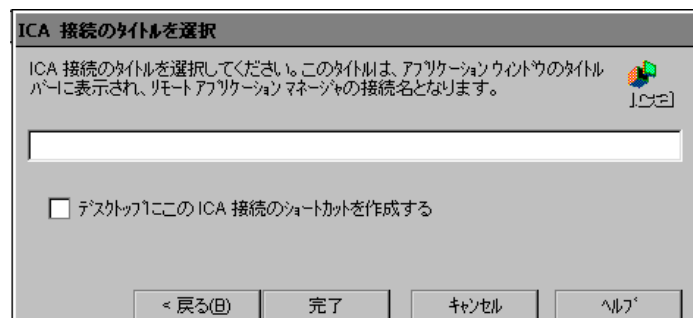 ICA 接続のタイトルを選択
ICA 接続のタイトルを選択してください。このタイトルは、アプリケーション ウィンドウのタイトル
バーに表示され、リモート アプリケーション マネージャの接続名となります。
デスクトップにこの ICA 接続のショートカットを作成する
< 戻る(B)
完了
キャンセル
ヘルプ